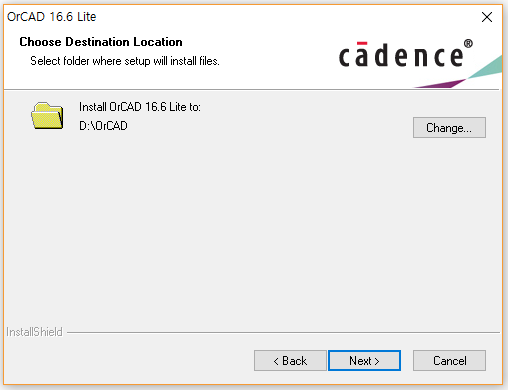 OrCAD 16.6 Lite
Choose Destination Location
Select folder where setup will install files.
cādence®
Install OrCAD 16.6 Lite to:
D:\OrCAD
Change...
InstallShield
< Back
Next >
Cancel